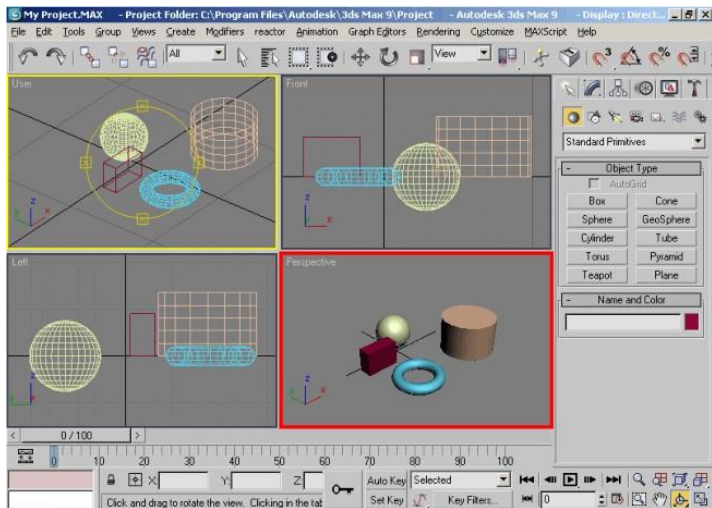 My Project.MAX - Project Folder: C:\Program Files\Autodesk\3ds Max 9\Project - Autodesk 3ds Max 9 - Display : Direct...
File Edit Tools Group Views Create Modifiers reactor Animation Graph Editors Rendering Customize MAXScript Help
All View 3
User Front
Standard Primitives
Object Type
AutoGrid
Box Cone
Sphere GeoSphere
Cylinder Tube
Torus Pyramid
Teapot Plane
Left Perspective
Name and Color
z y x
0 / 100
0 10 20 30 40 50 60 70 80 90 100
X: Y: Z: Auto Key Selected
Click and drag to rotate the view. Clicking in the tab Set Key Key Filters... 0